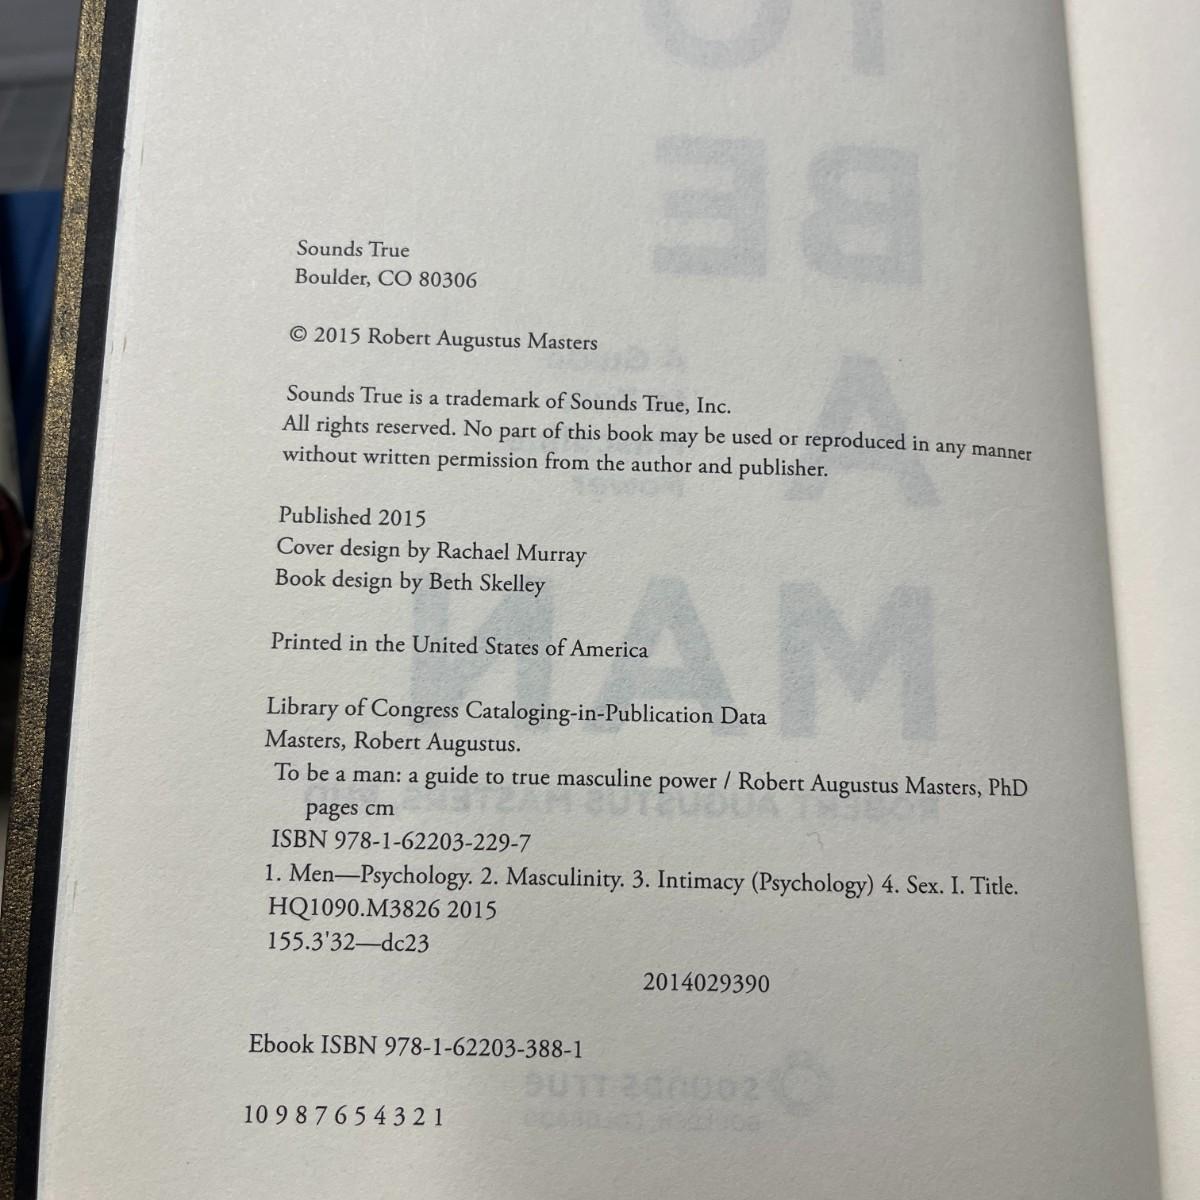 Sounds True
Boulder, CO 80306
© 2015 Robert Augustus Masters
Sounds True is a trademark of Sounds True, Inc.
All rights reserved. No part of this book may be used or reproduced in any manner
without written permission from the author and publisher.
Published 2015
Cover design by Rachael Murray
Book design by Beth Skelley
Printed in the United States of America
Library of Congress Cataloging-in-Publication Data
Masters, Robert Augustus.
To be a man: a guide to true masculine power / Robert Augustus Masters, PhD
pages cm
ISBN 978-1-62203-229-7
1. Men—Psychology. 2. Masculinity. 3. Intimacy (Psychology) 4. Sex. I. Title.
HQ1090.M3826 2015
155.3'32—dc23
2014029390
Ebook ISBN 978-1-62203-388-1
10 9 8 7 6 5 4 3 2 1